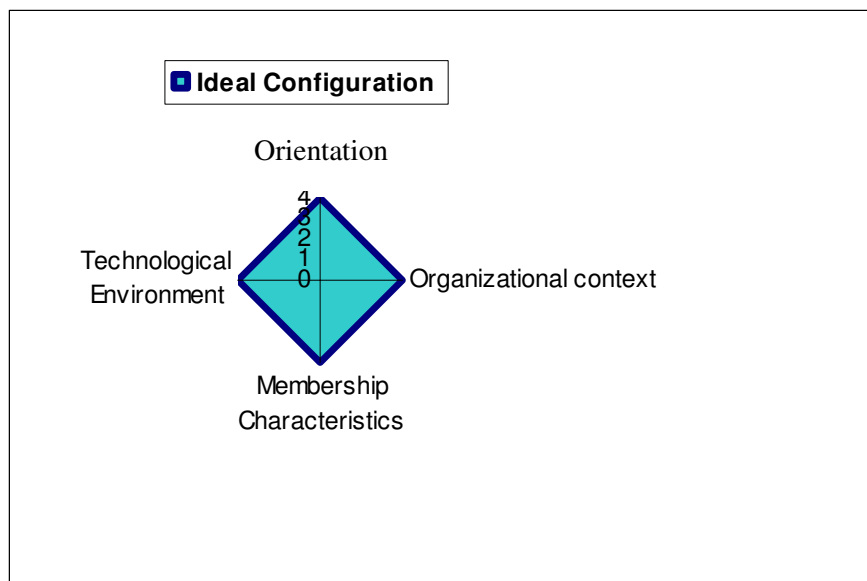 Ideal Configuration
Orientation
4
3
2
1
0
Technological
Environment
Organizational context
Membership
Characteristics